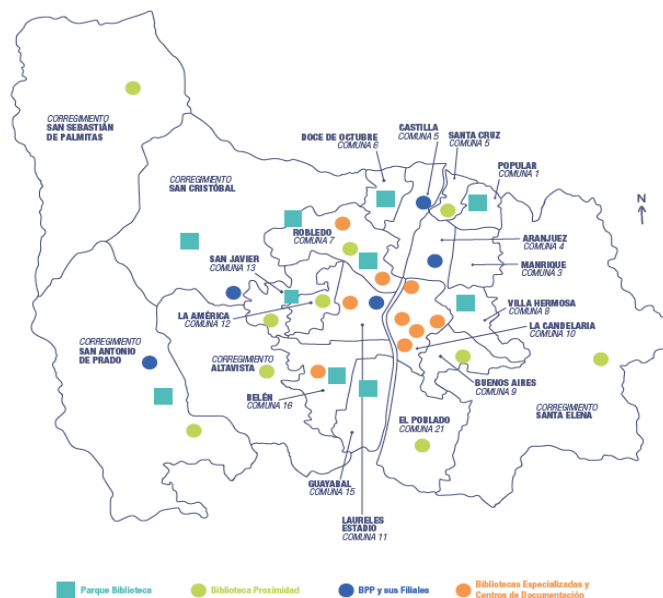 CORREGIMIENTO
SAN SEBASTIÁN
DE PALMITAS
DOCE DE OCTUBRE
COMUNA 6
CASTILLA
COMUNA 5
SANTA CRUZ
COMUNA 5
POPULAR
COMUNA 1
CORREGIMIENTO
SAN CRISTÓBAL
N
ROBLEDO
COMUNA 7
ARANJUEZ
COMUNA 4
MANRIQUE
COMUNA 3
SAN JAVIER
COMUNA 13
VILLA HERMOSA
COMUNA 8
LA AMÉRICA
COMUNA 12
LA CANDELARIA
COMUNA 10
CORREGIMIENTO
SAN ANTONIO
DE PRADO
CORREGIMIENTO
ALTAVISTA
BUENOS AIRES
COMUNA 9
BELÉN
COMUNA 16
CORREGIMIENTO
SANTA ELENA
EL POBLADO
COMUNA 21
GUAYABAL
COMUNA 15
LAURELES
ESTADIO
COMUNA 11
Parque Biblioteca
Biblioteca Proximidad
BPP y sus Filiales
Bibliotecas Especializadas y
Centros de Documentación